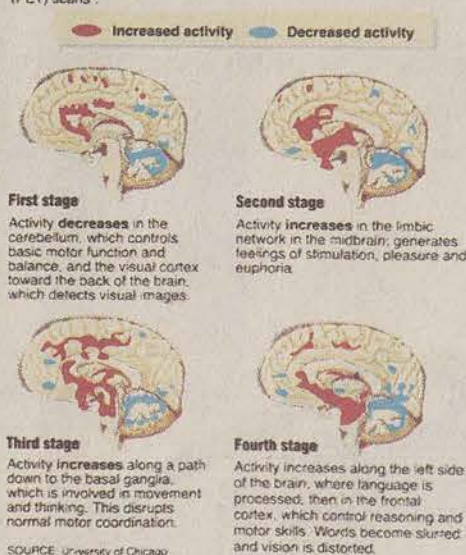 (PET) scans.
Increased activity
Decreased activity
First stage
Activity decreases in the
cerebellum, which controls
basic motor function and
balance, and the visual cortex
toward the back of the brain,
which detects visual images.
Second stage
Activity increases in the limbic
network in the midbrain; generates
feelings of stimulation, pleasure and
euphoria.
Third stage
Activity increases along a path
down to the basal ganglia,
which is involved in movement
and thinking. This disrupts
normal motor coordination.
Fourth stage
Activity increases along the left side
of the brain, where language is
processed, then in the frontal
cortex, which control reasoning and
motor skills. Words become slurred
and vision is distorted.
SOURCE: University of Chicago